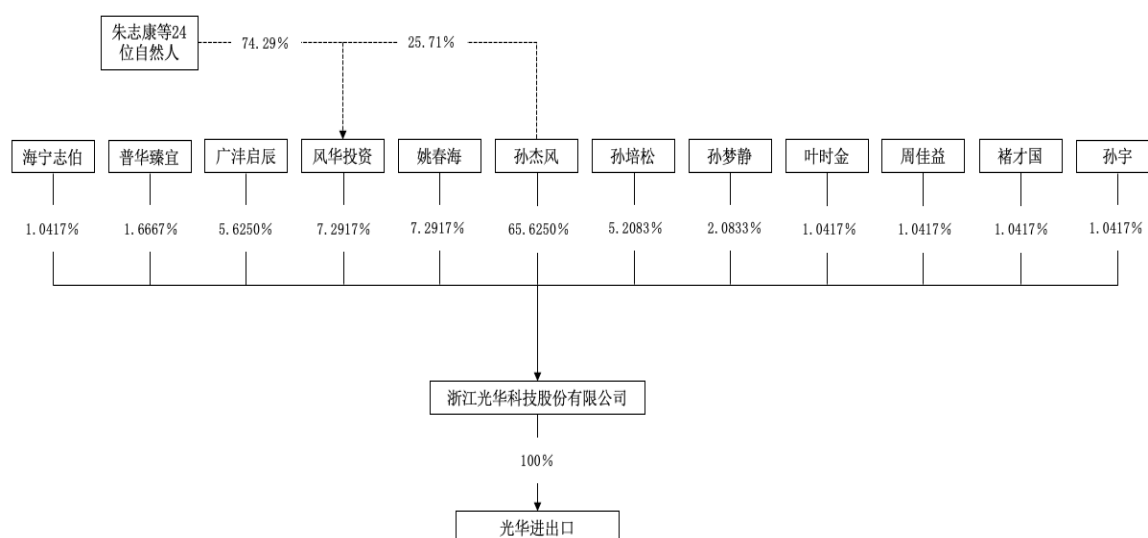 朱志康等24
位自然人
74.29%
25.71%
海宁志伯
普华臻宜
广沣启辰
风华投资
姚春海
孙杰风
孙培松
孙梦静
叶时金
周佳益
褚才国
孙宇
1.0417%
1.6667%
5.6250%
7.2917%
7.2917%
65.6250%
5.2083%
2.0833%
1.0417%
1.0417%
1.0417%
1.0417%
浙江光华科技股份有限公司
100%
光华进出口